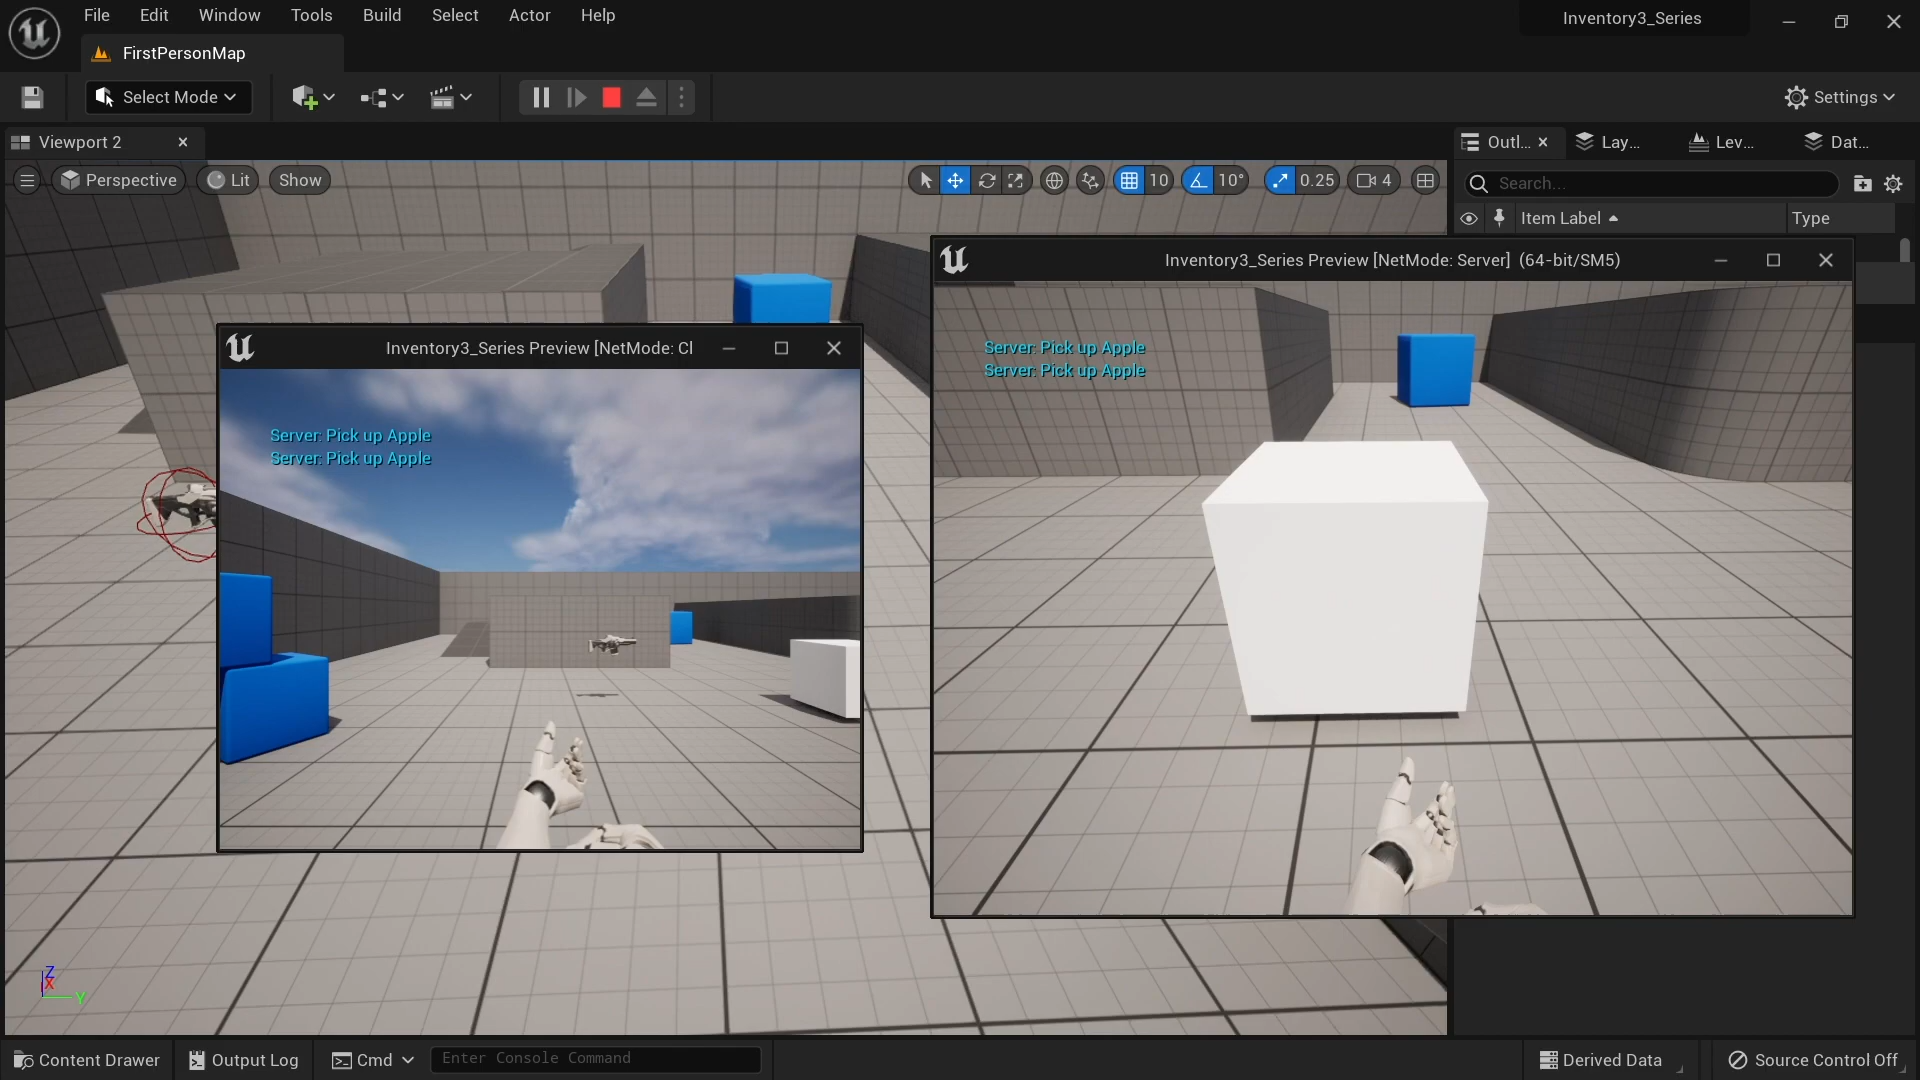 File Edit Window Tools Build Select Actor Help
Inventory3_Series
FirstPersonMap
Select Mode
Settings
Viewport 2
Outl... Lay... Lev... Dat...
Perspective Lit Show
10 10° 0.25 4
Search...
Item Label Type
Inventory3_Series Preview [NetMode: Server] (64-bit/SM5)
Server: Pick up Apple
Server: Pick up Apple
Inventory3_Series Preview [NetMode: Cl
Server: Pick up Apple
Server: Pick up Apple
Z
X
Y
Content Drawer Output Log Cmd Enter Console Command Derived Data Source Control Off